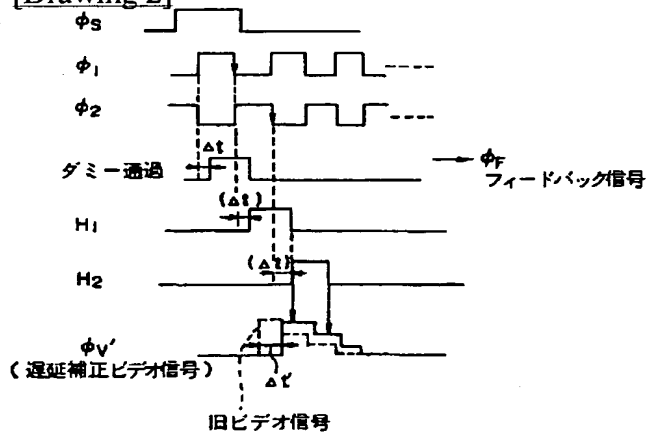 [Drawing 2]
φS
φ1
φ2
Δt
ダミー通過
φF
フィードバック信号
(Δt)
H1
(Δt)
H2
φV'
(遅延補正ビデオ信号)
Δt'
旧ビデオ信号